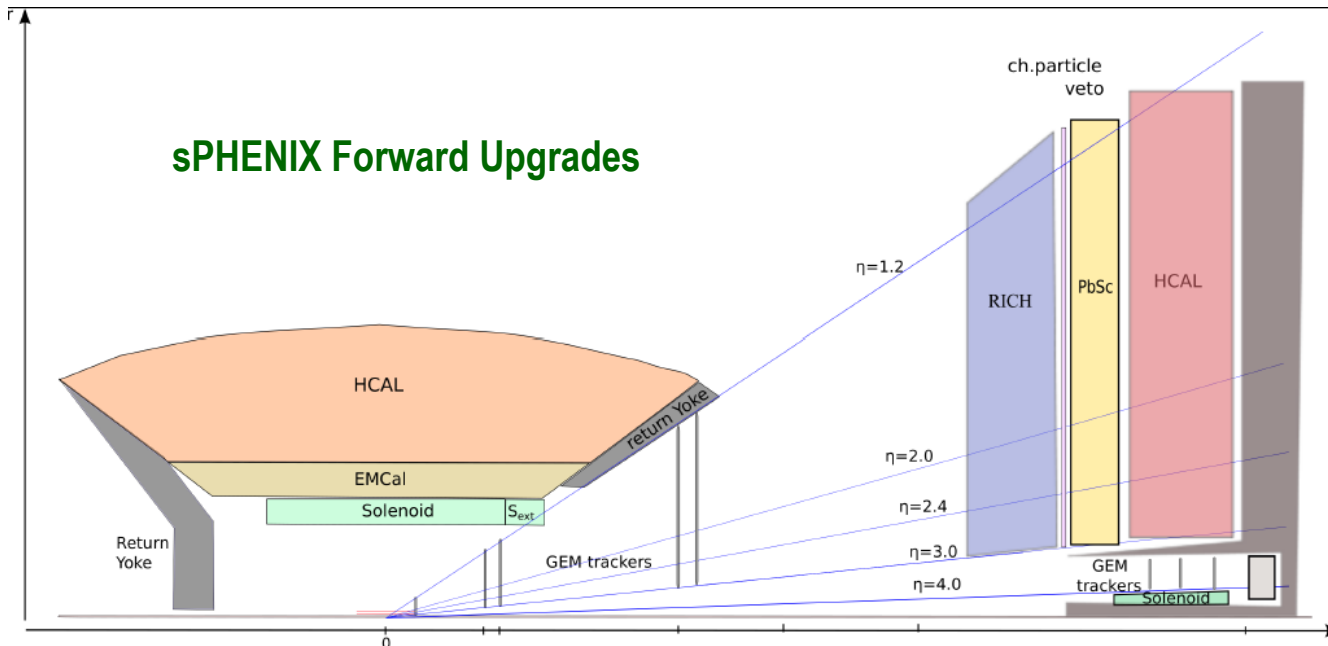 r
ch.particle
veto
sPHENIX Forward Upgrades
η=1.2
HCAL
PbSc
RICH
HCAL
return Yoke
η=2.0
EMCal
Solenoid
S_ext
η=2.4
Return
Yoke
GEM trackers
η=3.0
η=4.0
GEM
trackers
Solenoid
0